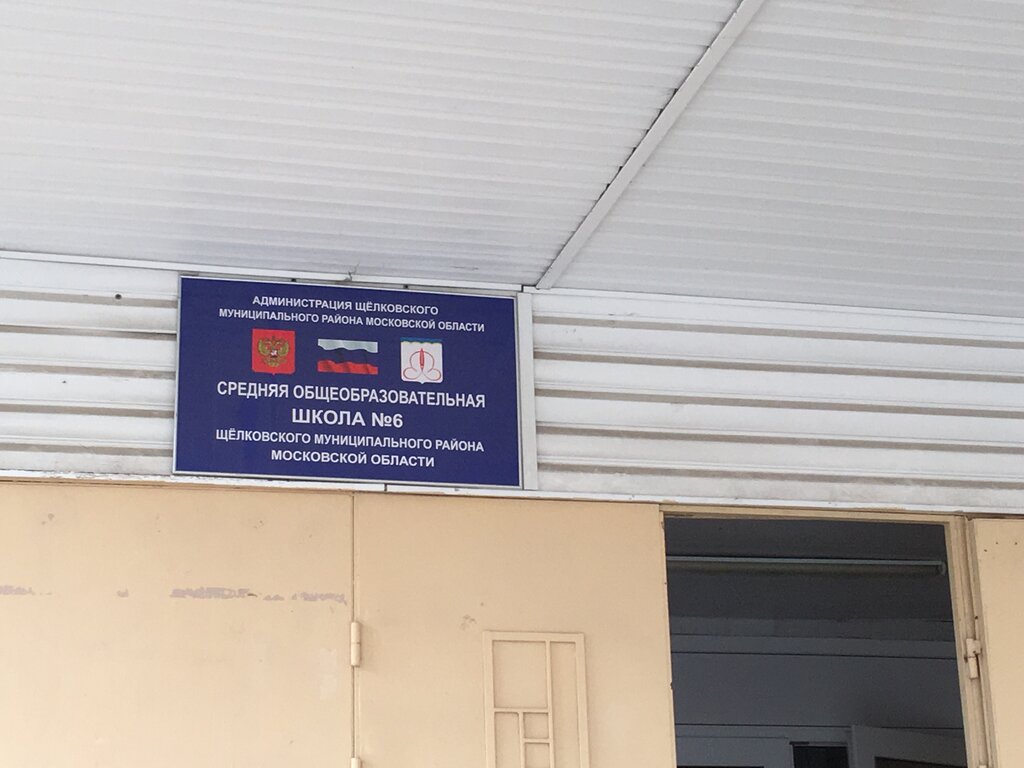 АДМИНИСТРАЦИЯ ЩЁЛКОВСКОГО
МУНИЦИПАЛЬНОГО РАЙОНА МОСКОВСКОЙ ОБЛАСТИ
СРЕДНЯЯ ОБЩЕОБРАЗОВАТЕЛЬНАЯ
ШКОЛА №6
ЩЁЛКОВСКОГО МУНИЦИПАЛЬНОГО РАЙОНА
МОСКОВСКОЙ ОБЛАСТИ